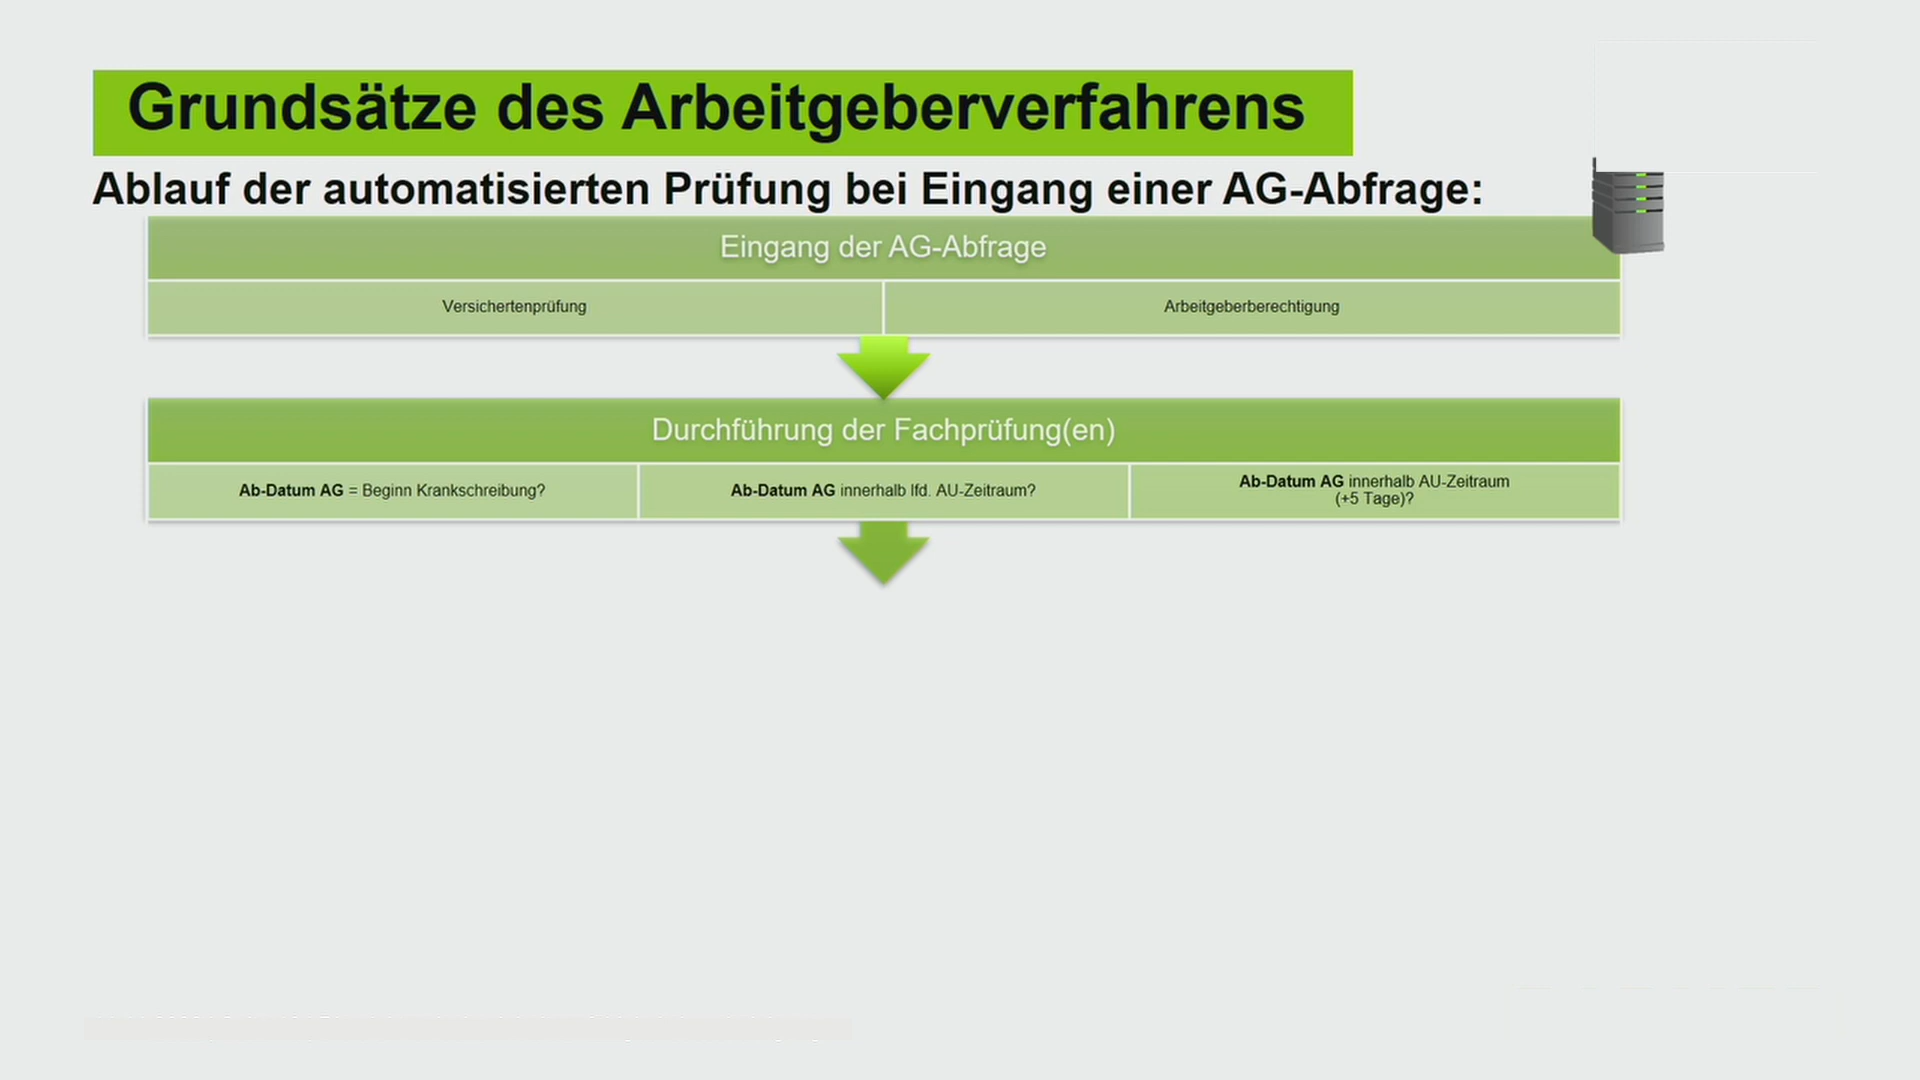 Grundsätze des Arbeitgeberverfahrens
Ablauf der automatisierten Prüfung bei Eingang einer AG-Abfrage:
Eingang der AG-Abfrage
Versichertenprüfung
Arbeitgeberberechtigung
Durchführung der Fachprüfung(en)
Ab-Datum AG = Beginn Krankschreibung?
Ab-Datum AG innerhalb lfd. AU-Zeitraum?
Ab-Datum AG innerhalb AU-Zeitraum
(+5 Tage)?